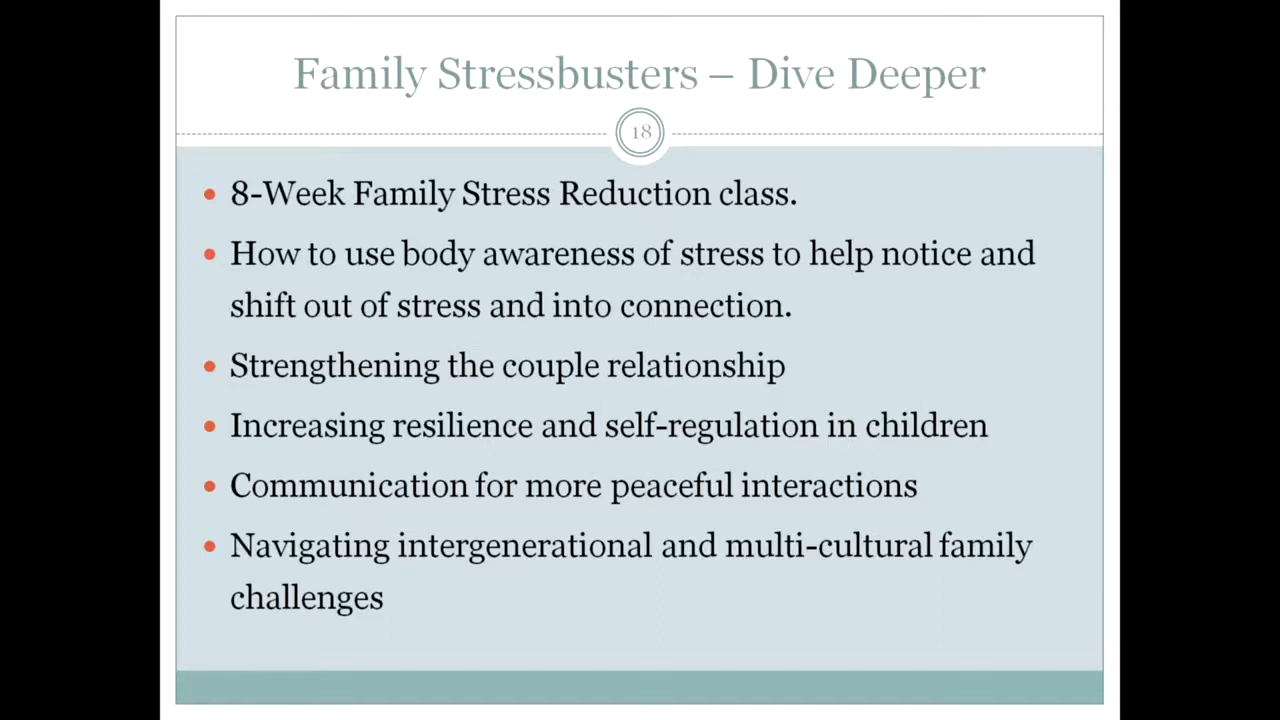 Family Stressbusters – Dive Deeper
18
• 8-Week Family Stress Reduction class.
• How to use body awareness of stress to help notice and
shift out of stress and into connection.
• Strengthening the couple relationship
• Increasing resilience and self-regulation in children
• Communication for more peaceful interactions
• Navigating intergenerational and multi-cultural family
challenges